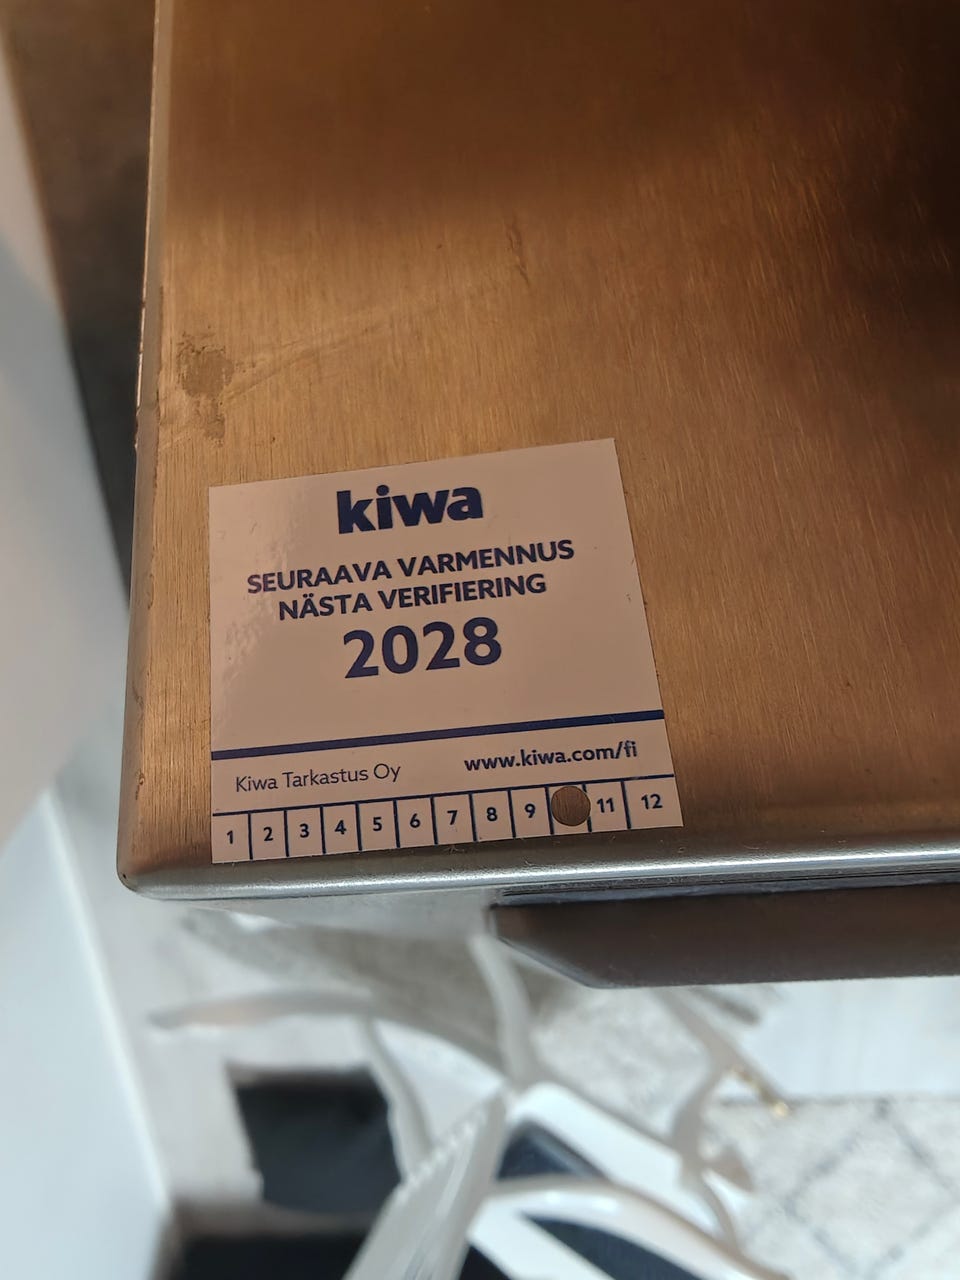 kiwa
SEURAAVA VARMENNUS
NÄSTA VERIFIERING
2028
Kiwa Tarkastus Oy www.kiwa.com/fi
1 2 3 4 5 6 7 8 9 11 12